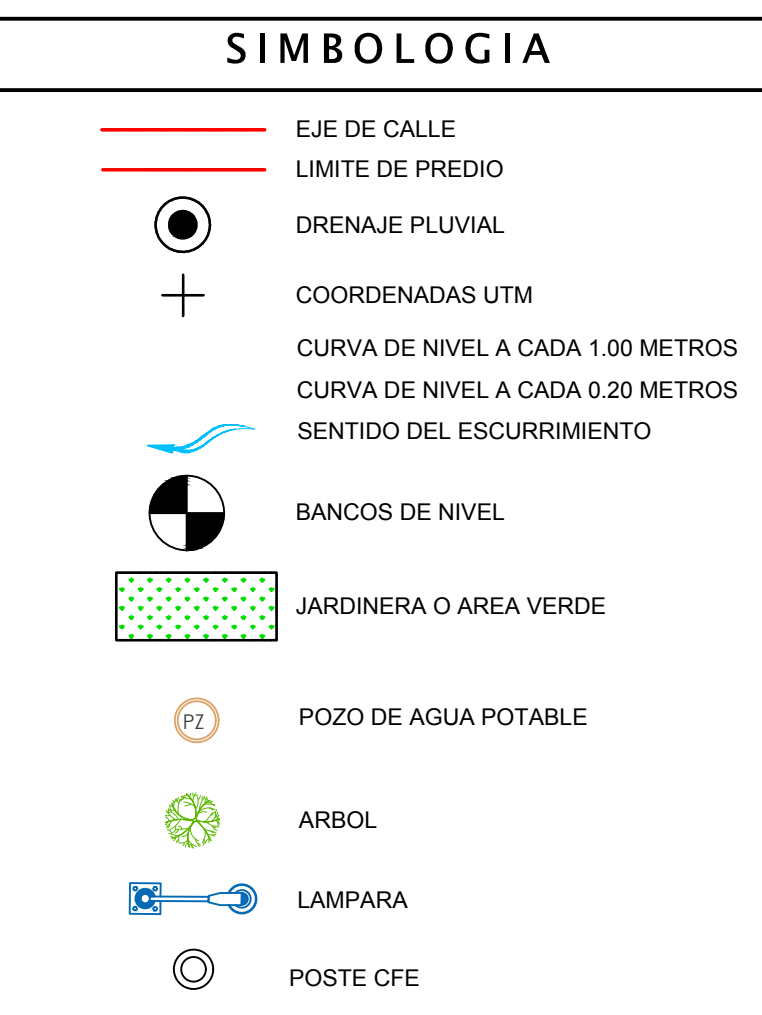 SIMBOLOGIA
EJE DE CALLE
LIMITE DE PREDIO
DRENAJE PLUVIAL
COORDENADAS UTM
CURVA DE NIVEL A CADA 1.00 METROS
CURVA DE NIVEL A CADA 0.20 METROS
SENTIDO DEL ESCURRIMIENTO
BANCOS DE NIVEL
JARDINERA O AREA VERDE
PZ POZO DE AGUA POTABLE
ARBOL
LAMPARA
POSTE CFE